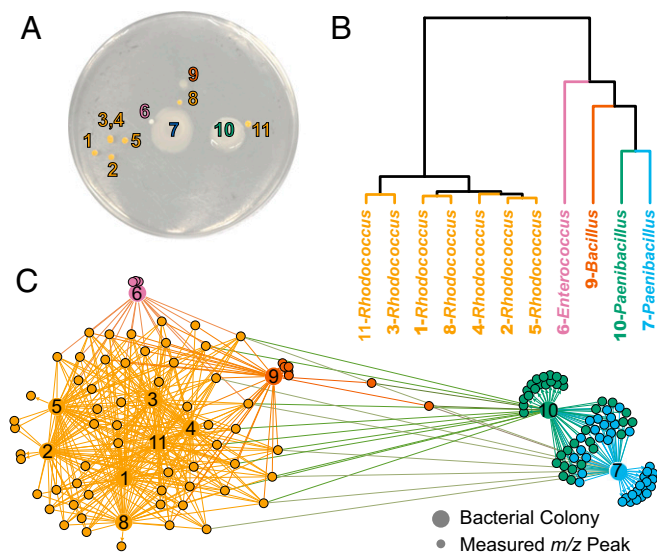 A
9
8
6
7
3,4
10
11
1
5
2
B
11-Rhodococcus
3-Rhodococcus
1-Rhodococcus
8-Rhodococcus
4-Rhodococcus
2-Rhodococcus
5-Rhodococcus
6-Enterococcus
9-Bacillus
10-Paenibacillus
7-Paenibacillus
C
6
9
3
5
10
4
11
2
1
7
8
Bacterial Colony
Measured m/z Peak